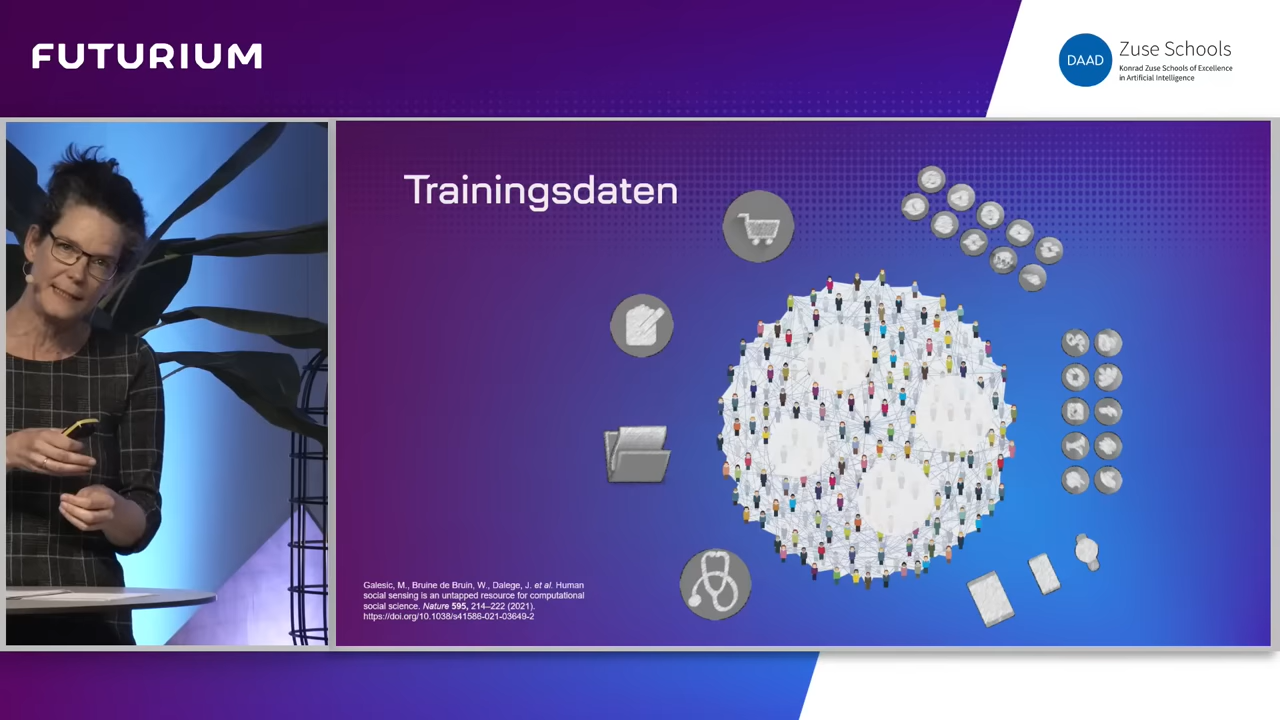 FUTURIUM
DAAD
Zuse Schools
Konrad Zuse Schools of Excellence
in Artificial Intelligence
Trainingsdaten
Galesic, M., Bruine de Bruin, W., Dalege, J. et al. Human
social sensing is an untapped resource for computational
social science. Nature 595, 214–222 (2021).
https://doi.org/10.1038/s41586-021-03649-2